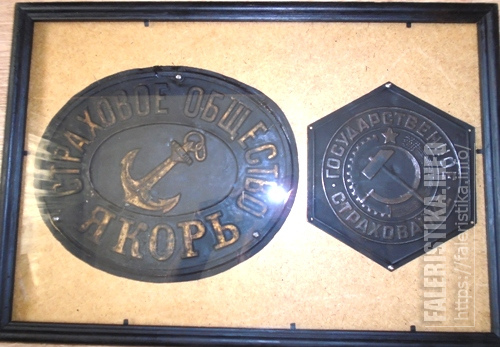 СТРАХОВОЕ ОБЩЕСТВО
ЯКОРЬ
ГОСУДАРСТВЕННОЕ
СТРАХОВАНИЕ
FALERISTIKA.INFO
https://faleristika.info/